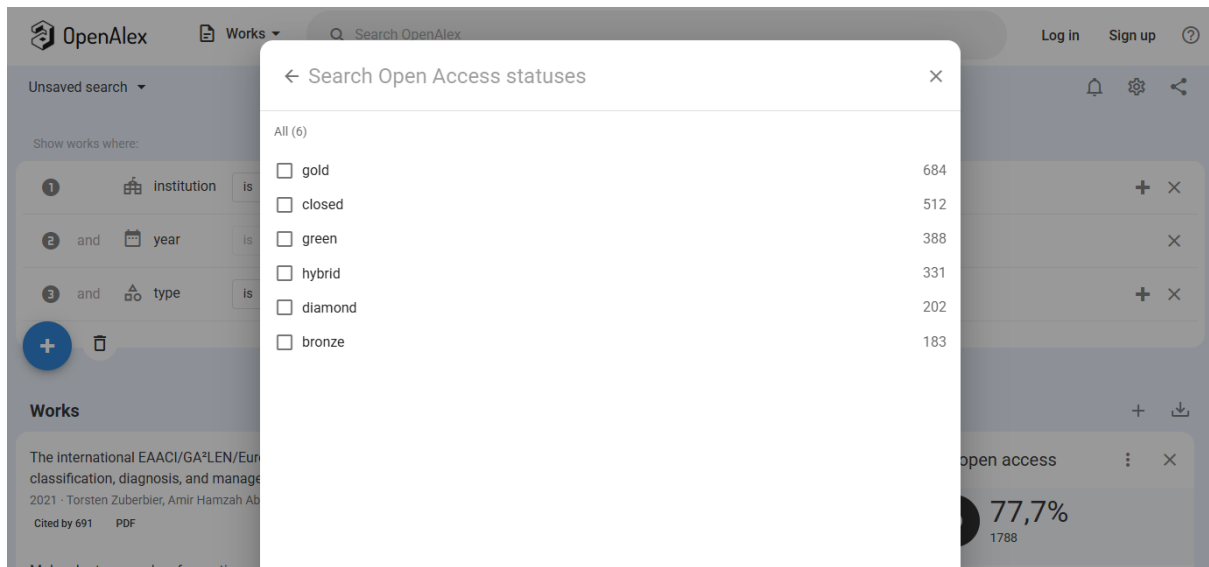 OpenAlex Works Search OpenAlex Log in Sign up
Search Open Access statuses
Unsaved search
All (6)
Show works where:
gold 684
1 institution is
closed 512
2 and year is
green 388
hybrid 331
3 and type is
diamond 202
bronze 183
Works
The international EAACI/GA²LEN/Eur
classification, diagnosis, and manage
2021 · Torsten Zuberbier, Amir Hamzah Ab
Cited by 691 PDF
open access
77,7%
1788